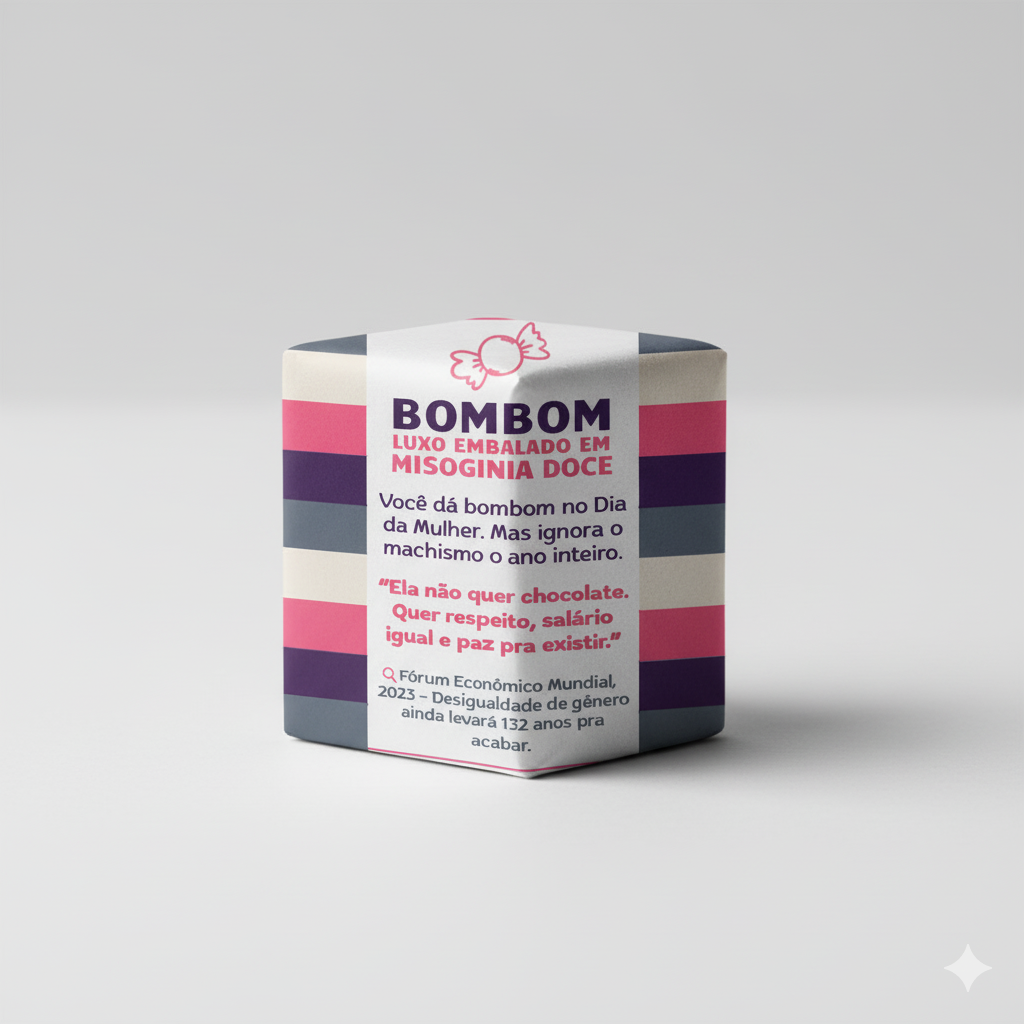 BOMBOM
LUXO EMBALADO EM
MISOGINIA DOCE
Você dá bombom no Dia
da Mulher. Mas ignora o
machismo o ano inteiro.
"Ela não quer chocolate.
Quer respeito, salário
igual e paz pra existir."
Fórum Econômico Mundial,
2023 – Desigualdade de gênero
ainda levará 132 anos pra
acabar.